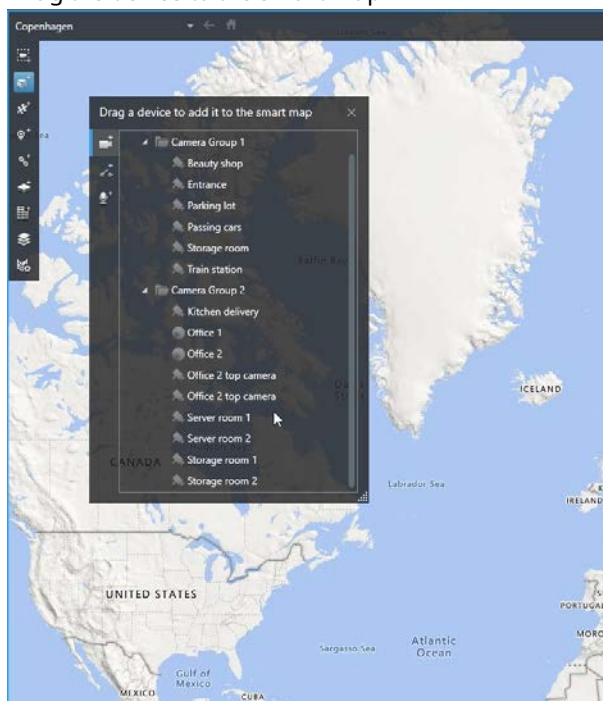 Copenhagen
Drag a device to add it to the smart map
Camera Group 1
Beauty shop
Entrance
Parking lot
Passing cars
Storage room
Train station
Camera Group 2
Kitchen delivery
Office 1
Office 2
Office 2 top camera
Office 2 top camera
Server room 1
Server room 2
Storage room 1
Storage room 2
Baffin Bay
ICELAND
CANADA
Labrador Sea
IRELAND
UNITED STATES
PORTUGAL
Atlantic
Ocean
Sargasso Sea
MOROC
Gulf of
Mexico
MEXICO
CUBA